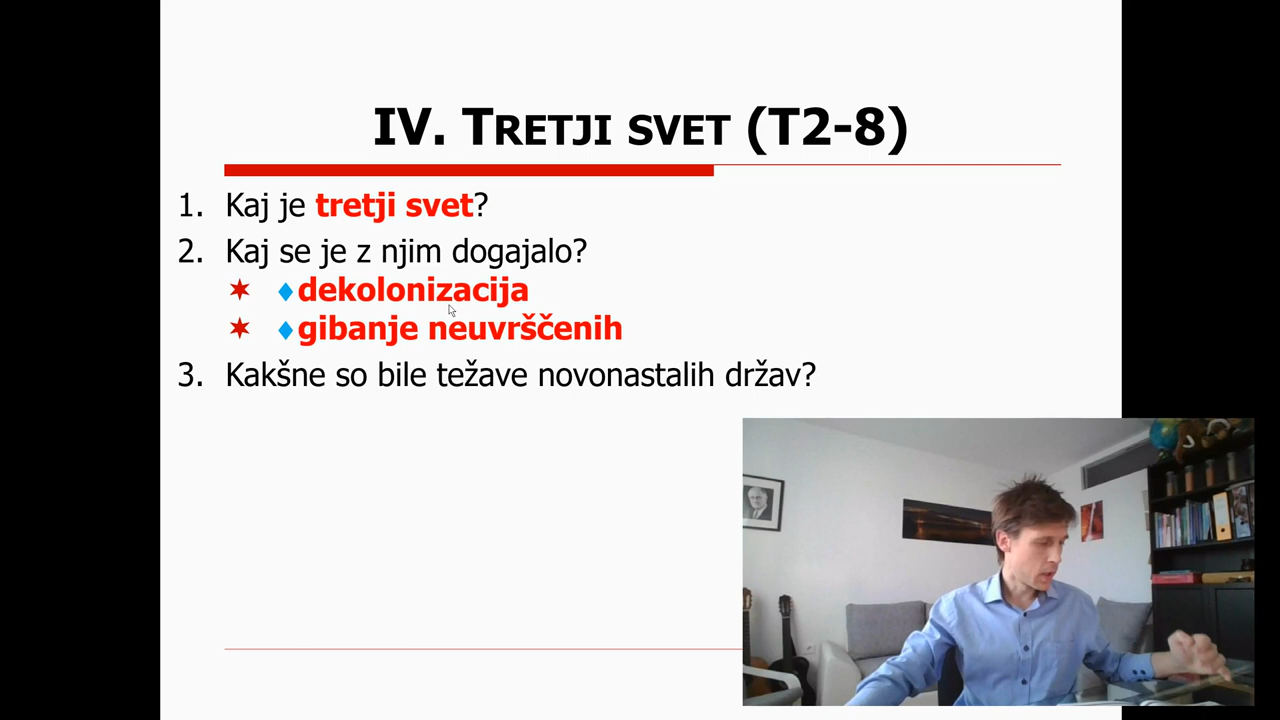 IV. TRETJI SVET (T2-8)
1. Kaj je tretji svet?
2. Kaj se je z njim dogajalo?
✶ ♦dekolonizacija
✶ ♦gibanje neuvrščenih
3. Kakšne so bile težave novonastalih držav?